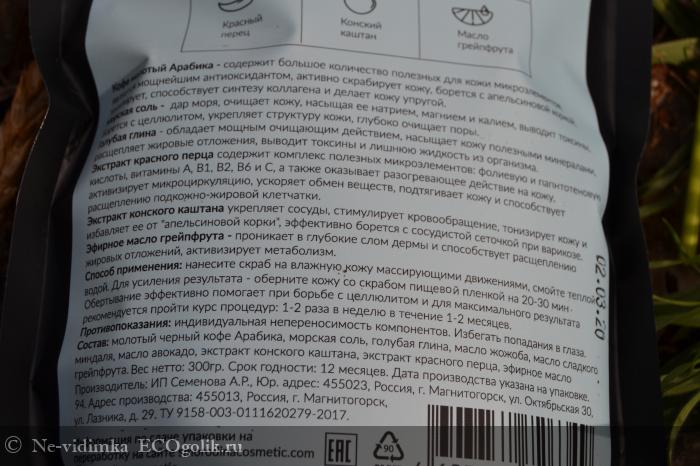 Красный
перец
Конский
каштан
Масло
грейпфрута
Кофе молотый Арабика - содержит большое количество полезных для кожи микроэлементов,
мощнейшим антиоксидантом, активно скрабирует кожу, борется с апельсиновой коркой,
способствует синтезу коллагена и делает кожу упругой.
соль - дар моря, очищает кожу, насыщая ее натрием, магнием и калием, выводит токсины,
борется с целлюлитом, укрепляет структуру кожи, глубоко очищает поры.
Голубая глина - обладает мощным очищающим действием, насыщает кожу полезными минералами,
расщепляет жировые отложения, выводит токсины и лишнюю жидкость из организма.
Экстракт красного перца содержит комплекс полезных микроэлементов: фолиевую и
кислоты, витамины А, В1, В2, В6 и С, а также оказывает разогревающее действие на кожу,
активизирует микроциркуляцию, ускоряет обмен веществ, подтягивает кожу и способствует
расщеплению подкожно-жировой клетчатки.
Экстракт конского каштана укрепляет сосуды, стимулирует кровообращение, тонизирует кожу и
избавляет ее от "апельсиновой корки", эффективно борется с сосудистой сеточкой при варикозе.
Эфирное масло грейпфрута - проникает в глубокие слои дермы и способствует расщеплению
жировых отложений, активизирует метаболизм.
Способ применения: нанесите скраб на влажную кожу массирующими движениями, смойте теплой
водой. Для усиления результата - оберните кожу со скрабом пищевой пленкой на 20-30 мин.
Обертывание эффективно помогает при борьбе с целлюлитом и для максимального результата
рекомендуется пройти курс процедур: 1-2 раза в неделю в течение 1-2 месяцев.
Противопоказания: индивидуальная непереносимость компонентов. Избегать попадания в глаза.
Состав: молотый черный кофе Арабика, морская соль, голубая глина, масло жожоба, масло сладкого
миндаля, масло авокадо, экстракт конского каштана, экстракт красного перца, эфирное масло
грейпфрута. Вес нетто: 300гр. Срок годности: 12 месяцев. Дата производства указана на упаковке.
Производитель: ИП Семенова А.Р., Юр. адрес: 455023, Россия, г. Магнитогорск, ул. Октябрьская 30,
94. Адрес производства: 455013, Россия, г. Магнитогорск,
ул. Лазника, д. 29. ТУ 9158-003-0111620279-2017.
02.03.20
упаковки на
переработку на сайте
EAC
90
Ne-vidimka ECOgolik.ru